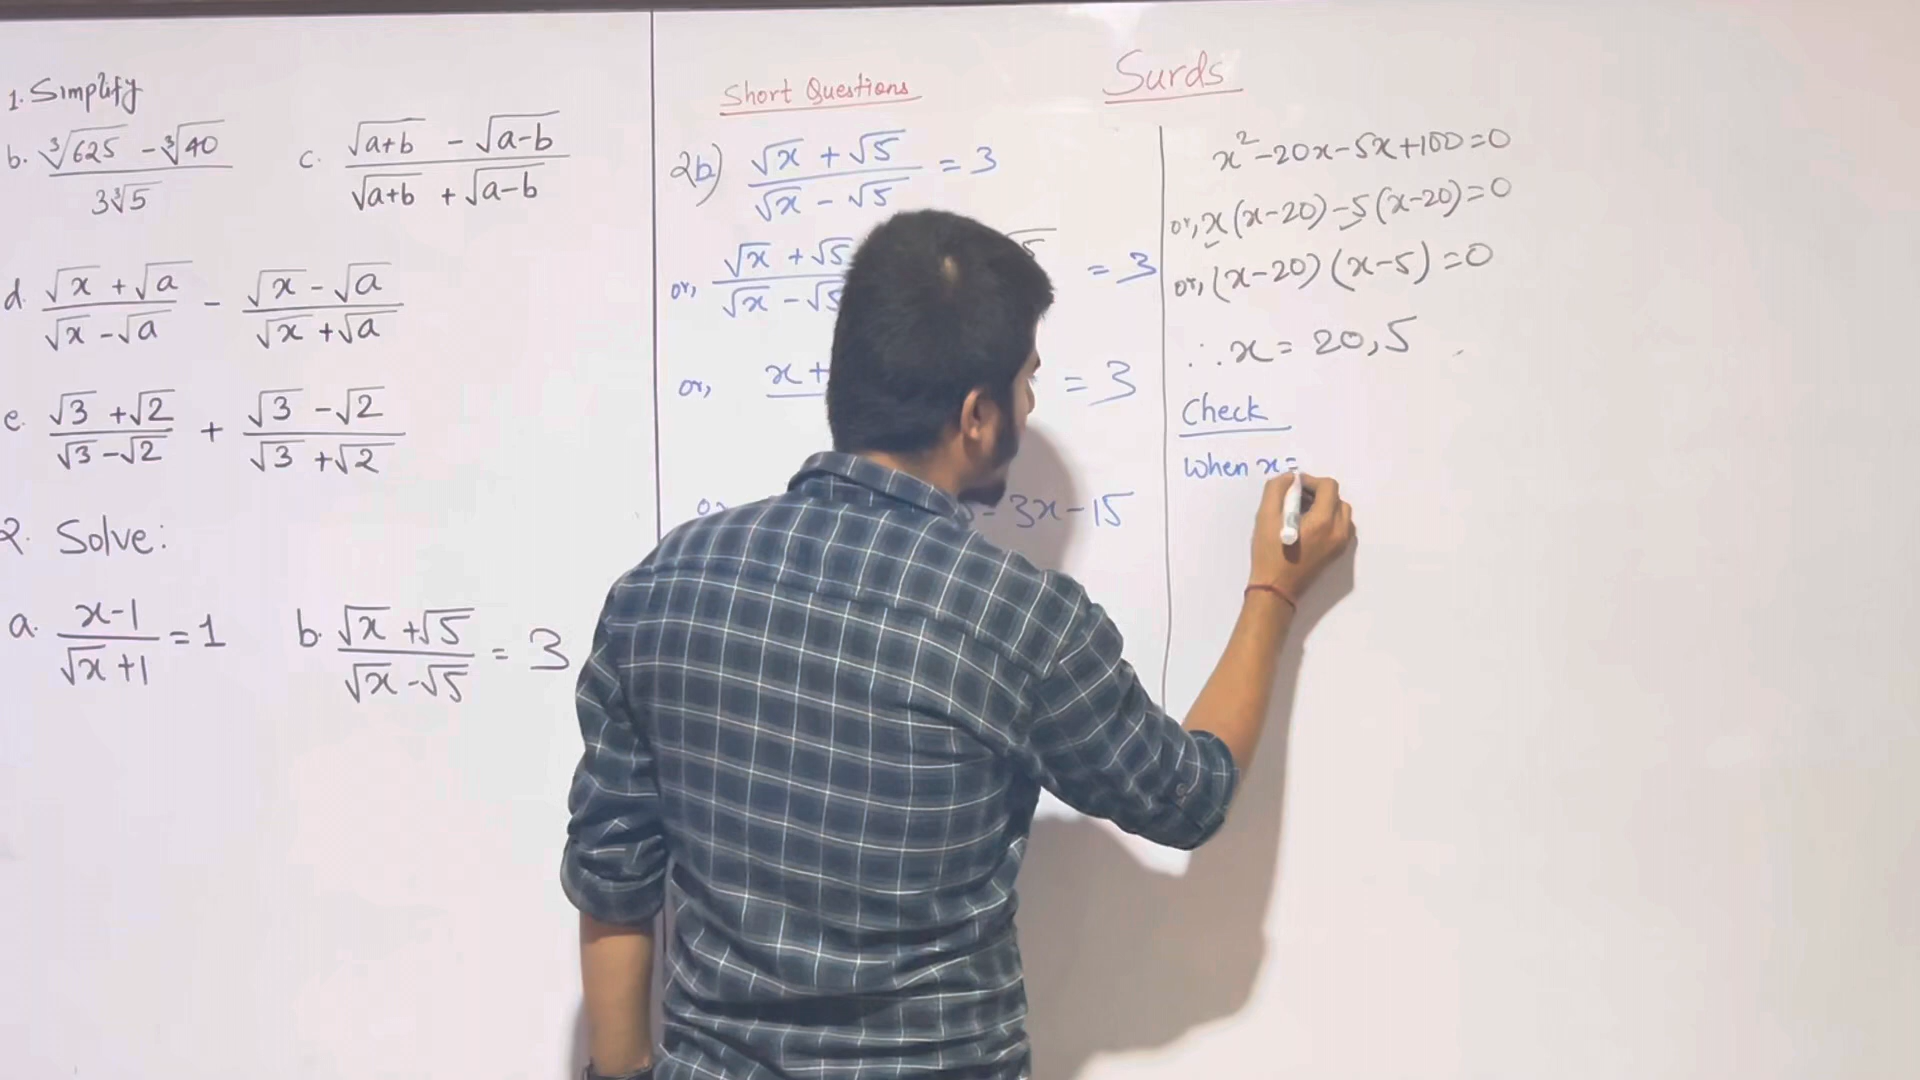 1. Simplify
b. (∛625 - ∛40)/(3∛5) c. (√(a+b) - √(a-b))/(√(a+b) + √(a-b))
d. (√x + √a)/(√x - √a) - (√x - √a)/(√x + √a)
e. (√3 + √2)/(√3 - √2) + (√3 - √2)/(√3 + √2)
2. Solve:
a. (x-1)/(√x + 1) = 1 b. (√x + √5)/(√x - √5) = 3
Short Questions
2b) (√x + √5)/(√x - √5) = 3
or, (√x + √5)/(√x - √5 = 3
or, x+ = 3
= 3x - 15
Surds
x² - 20x - 5x + 100 = 0
or, x(x-20) - 5(x-20) = 0
or, (x-20)(x-5) = 0
∴ x = 20, 5
Check
When x =